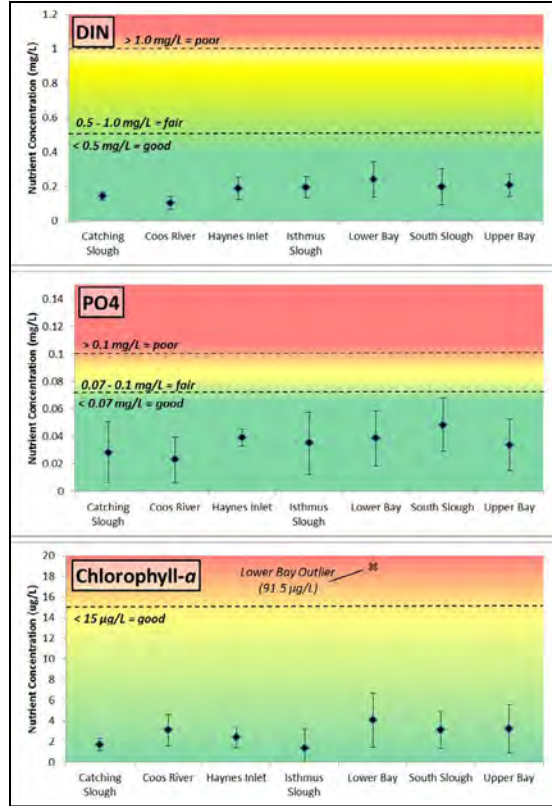 DIN
> 1.0 mg/L = poor
0.5 - 1.0 mg/L = fair
< 0.5 mg/L = good
Nutrient Concentration (mg/L)
1.2
1
0.8
0.6
0.4
0.2
0
Catching
Slough
Coos River
Haynes Inlet
Isthmus
Slough
Lower Bay
South Slough
Upper Bay
PO4
> 0.1 mg/L = poor
0.07 - 0.1 mg/L = fair
< 0.07 mg/L = good
Nutrient Concentration (mg/L)
0.14
0.12
0.1
0.08
0.06
0.04
0.02
0
Catching
Slough
Coos River
Haynes Inlet
Isthmus
Slough
Lower Bay
South Slough
Upper Bay
Chlorophyll-a
Lower Bay Outlier
(91.5 µg/L)
< 15 µg/L = good
Nutrient Concentration (ug/L)
20
18
16
14
12
10
8
6
4
2
0
Catching
Slough
Coos River
Haynes Inlet
Isthmus
Slough
Lower Bay
South Slough
Upper Bay